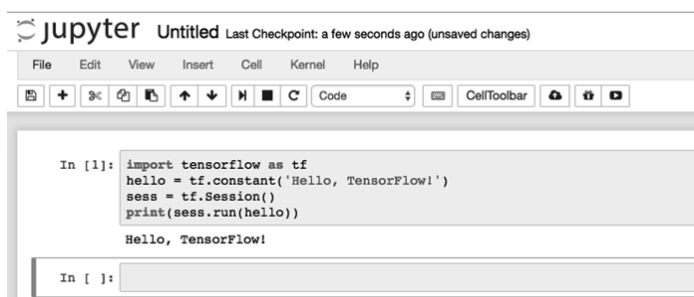 jupyter Untitled Last Checkpoint: a few seconds ago (unsaved changes)
File Edit View Insert Cell Kernel Help
Code CellToolbar
In [1]: import tensorflow as tf
hello = tf.constant('Hello, TensorFlow!')
sess = tf.Session()
print(sess.run(hello))
Hello, TensorFlow!
In [ ]: